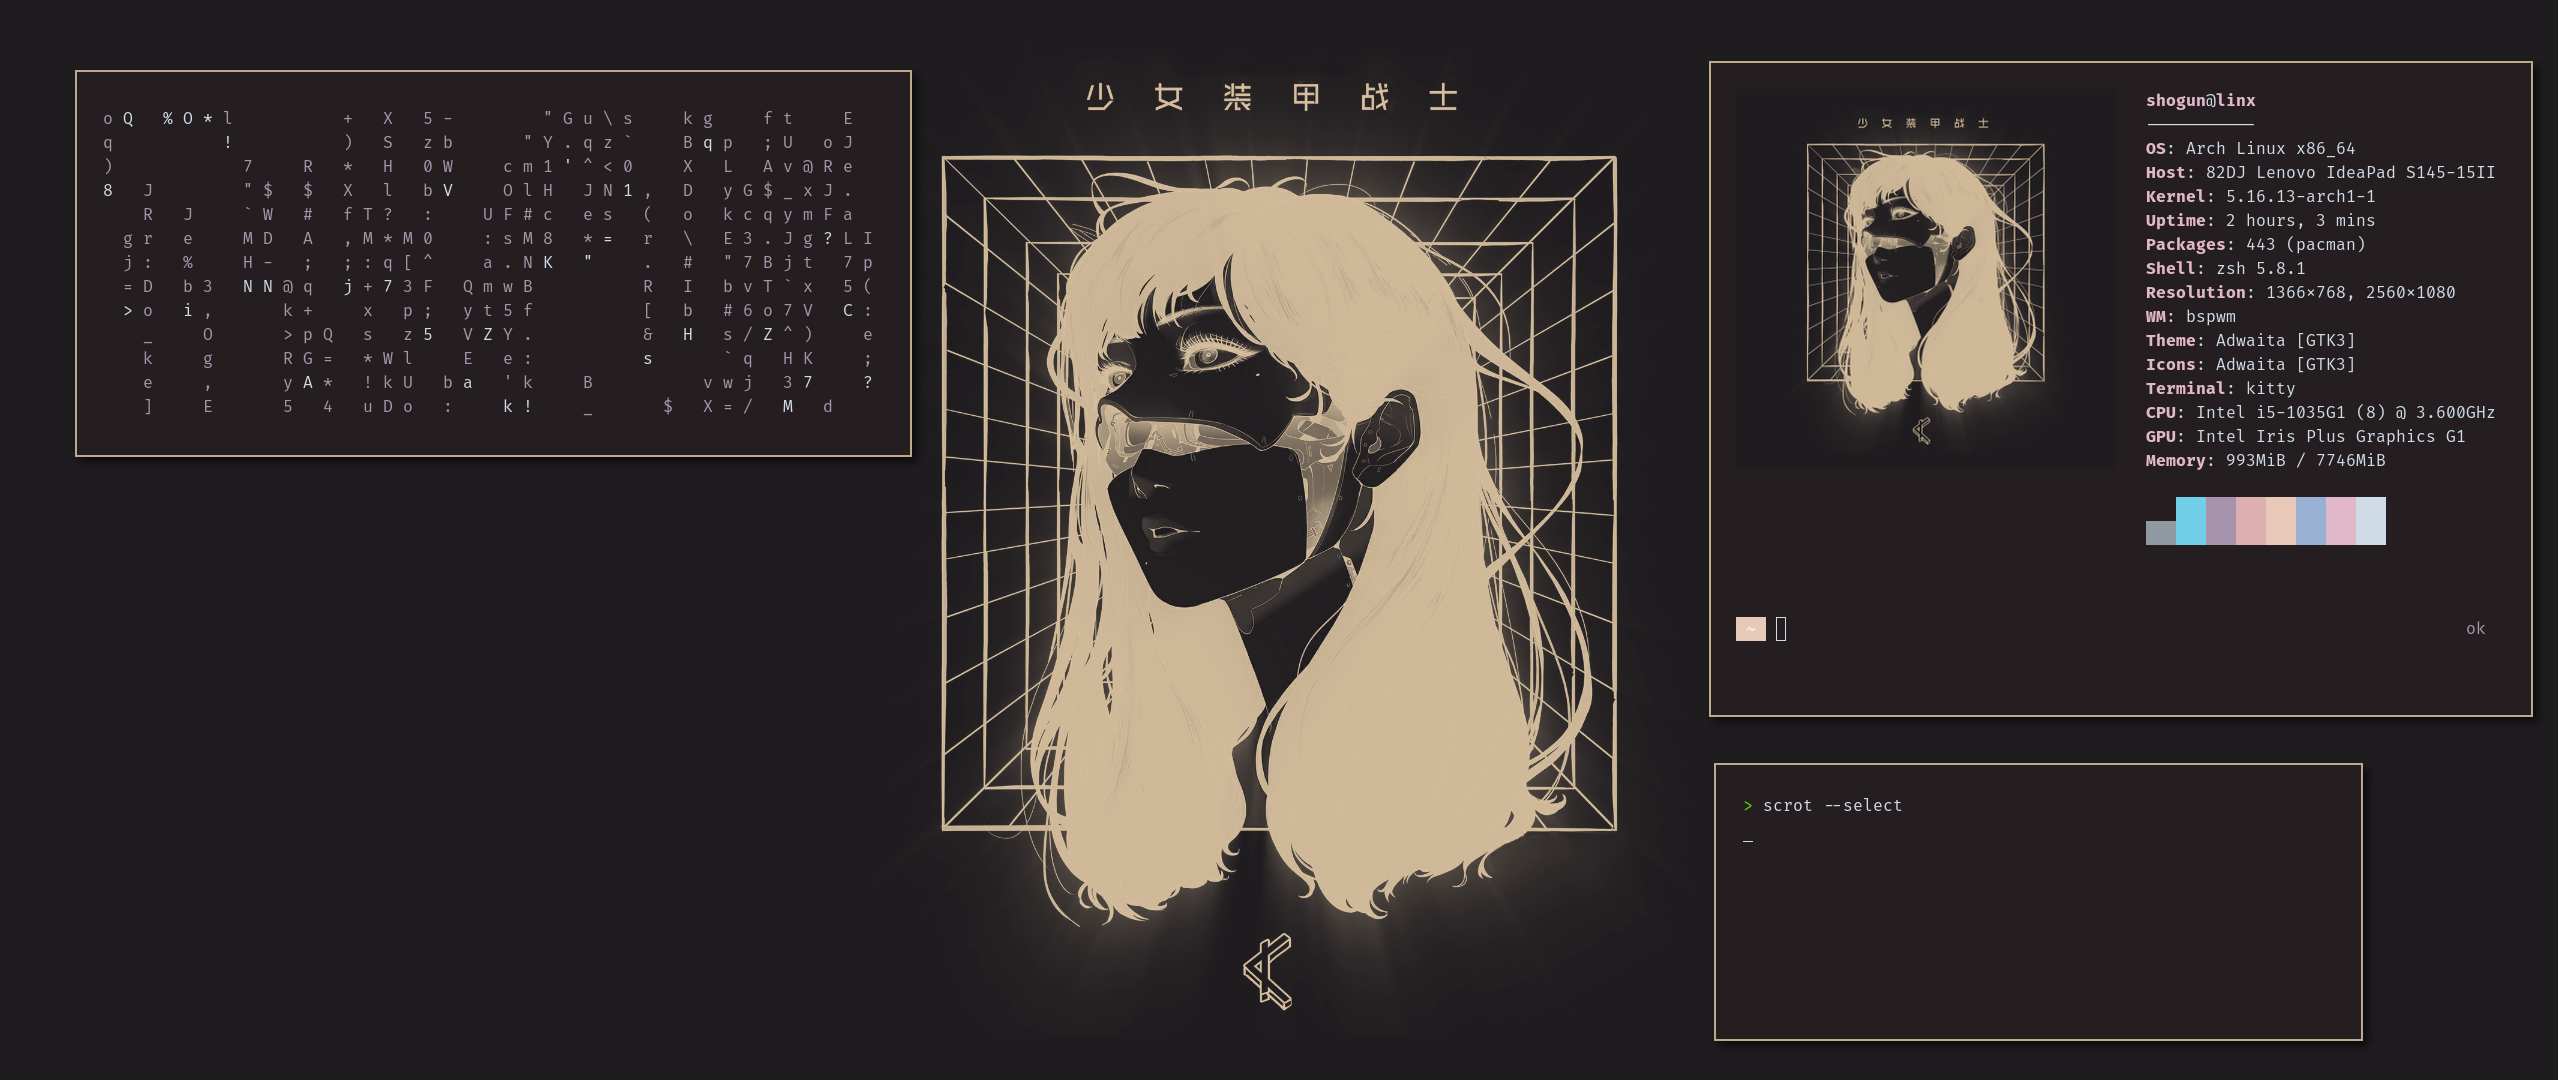 o Q   % O * l           +   X   5 -         " G u \ s     k g     f t     E
q           !           )   S   z b       " Y . q z `     B q p   ; U   o J
)             7     R   *   H   0 W     c m 1 ' ^ < 0     X   L   A v @ R e
8   J         " $   $   X   l   b V     O l H   J N 1 ,   D   y G $ _ x J .
    R   J     ` W   #   f T ?   :     U F # c   e s   (   o   k c q y m F a
  g r   e     M D   A   , M * M 0     : s M 8   * =   r   \   E 3 . J g ? L I
  j :   %     H -   ;   ; : q [ ^     a . N K   "     .   #   " 7 B j t   7 p
  = D   b 3   N N @ q   j + 7 3 F   Q m w B           R   I   b v T ` x   5 (
  > o   i ,       k +     x   p ;   y t 5 f           [   b   # 6 o 7 V   C :
    _     O       > p Q   s   z 5   V Z Y .           &   H   s / Z ^ )     e
    k     g       R G =   * W l     E   e :           s       ` q   H K     ;
    e     ,       y A *   ! k U   b a   ' k     B           v w j   3 7     ?
    ]     E       5   4   u D o   :     k !     _       $   X = /   M   d
少女装甲战士
少女装甲战士
shogun@linx
OS: Arch Linux x86_64
Host: 82DJ Lenovo IdeaPad S145-15II
Kernel: 5.16.13-arch1-1
Uptime: 2 hours, 3 mins
Packages: 443 (pacman)
Shell: zsh 5.8.1
Resolution: 1366×768, 2560×1080
WM: bspwm
Theme: Adwaita [GTK3]
Icons: Adwaita [GTK3]
Terminal: kitty
CPU: Intel i5-1035G1 (8) @ 3.600GHz
GPU: Intel Iris Plus Graphics G1
Memory: 993MiB / 7746MiB
~ ok
> scrot --select
_